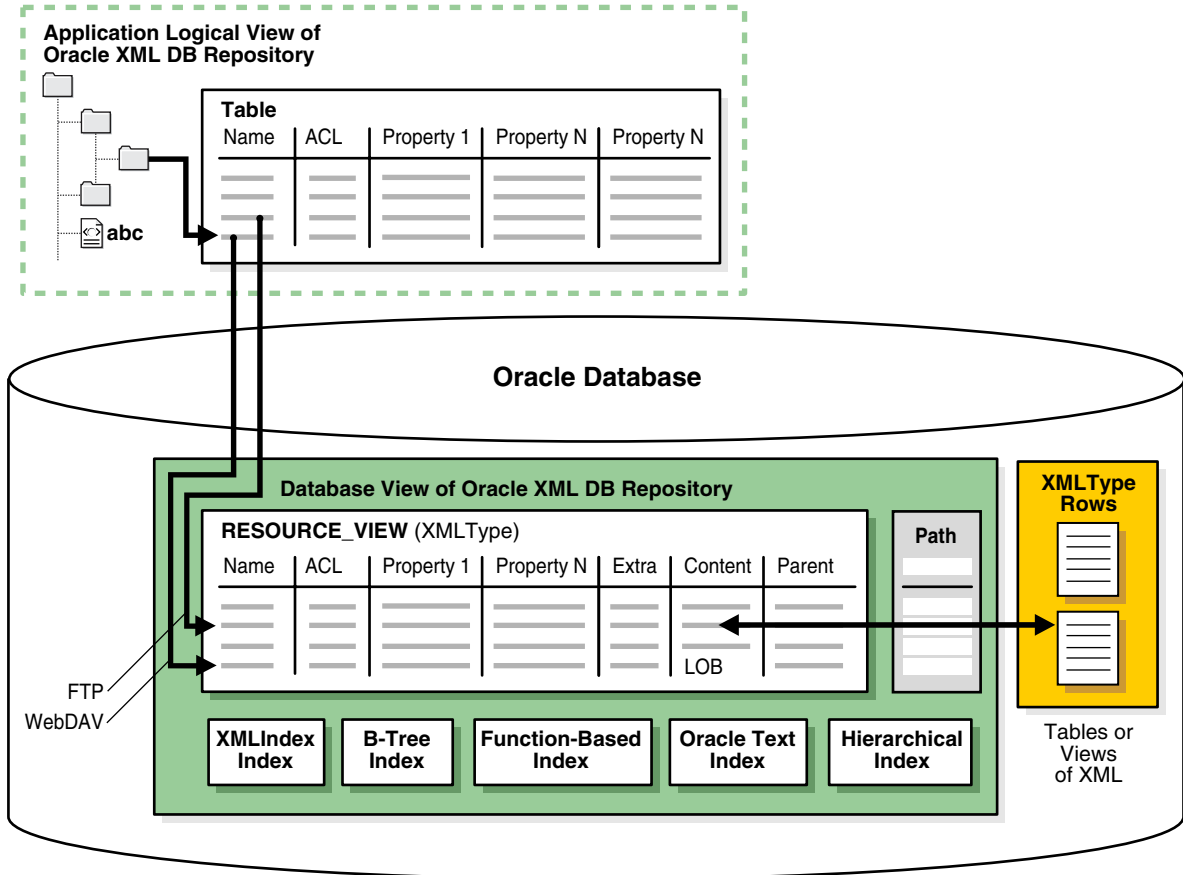 Application Logical View of
Oracle XML DB Repository
abc
Table
Name ACL Property 1 Property N Property N
Oracle Database
Database View of Oracle XML DB Repository
RESOURCE_VIEW (XMLType)
Name ACL Property 1 Property N Extra Content Parent
LOB
Path
XMLType
Rows
FTP
WebDAV
XMLIndex
Index
B-Tree
Index
Function-Based
Index
Oracle Text
Index
Hierarchical
Index
Tables or
Views
of XML